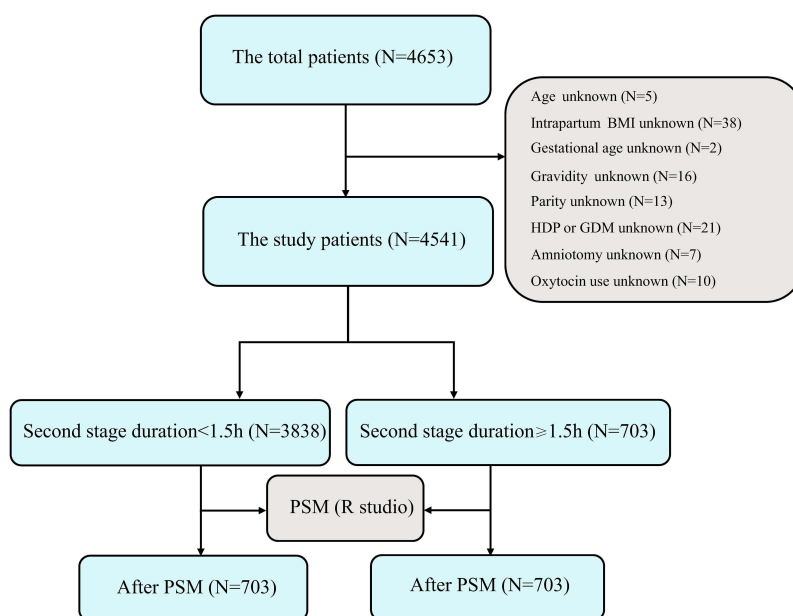 The total patients (N=4653)
Age unknown (N=5)
Intrapartum BMI unknown (N=38)
Gestational age unknown (N=2)
Gravidity unknown (N=16)
Parity unknown (N=13)
HDP or GDM unknown (N=21)
Amniotomy unknown (N=7)
Oxytocin use unknown (N=10)
The study patients (N=4541)
Second stage duration<1.5h (N=3838)
Second stage duration≥1.5h (N=703)
PSM (R studio)
After PSM (N=703)
After PSM (N=703)